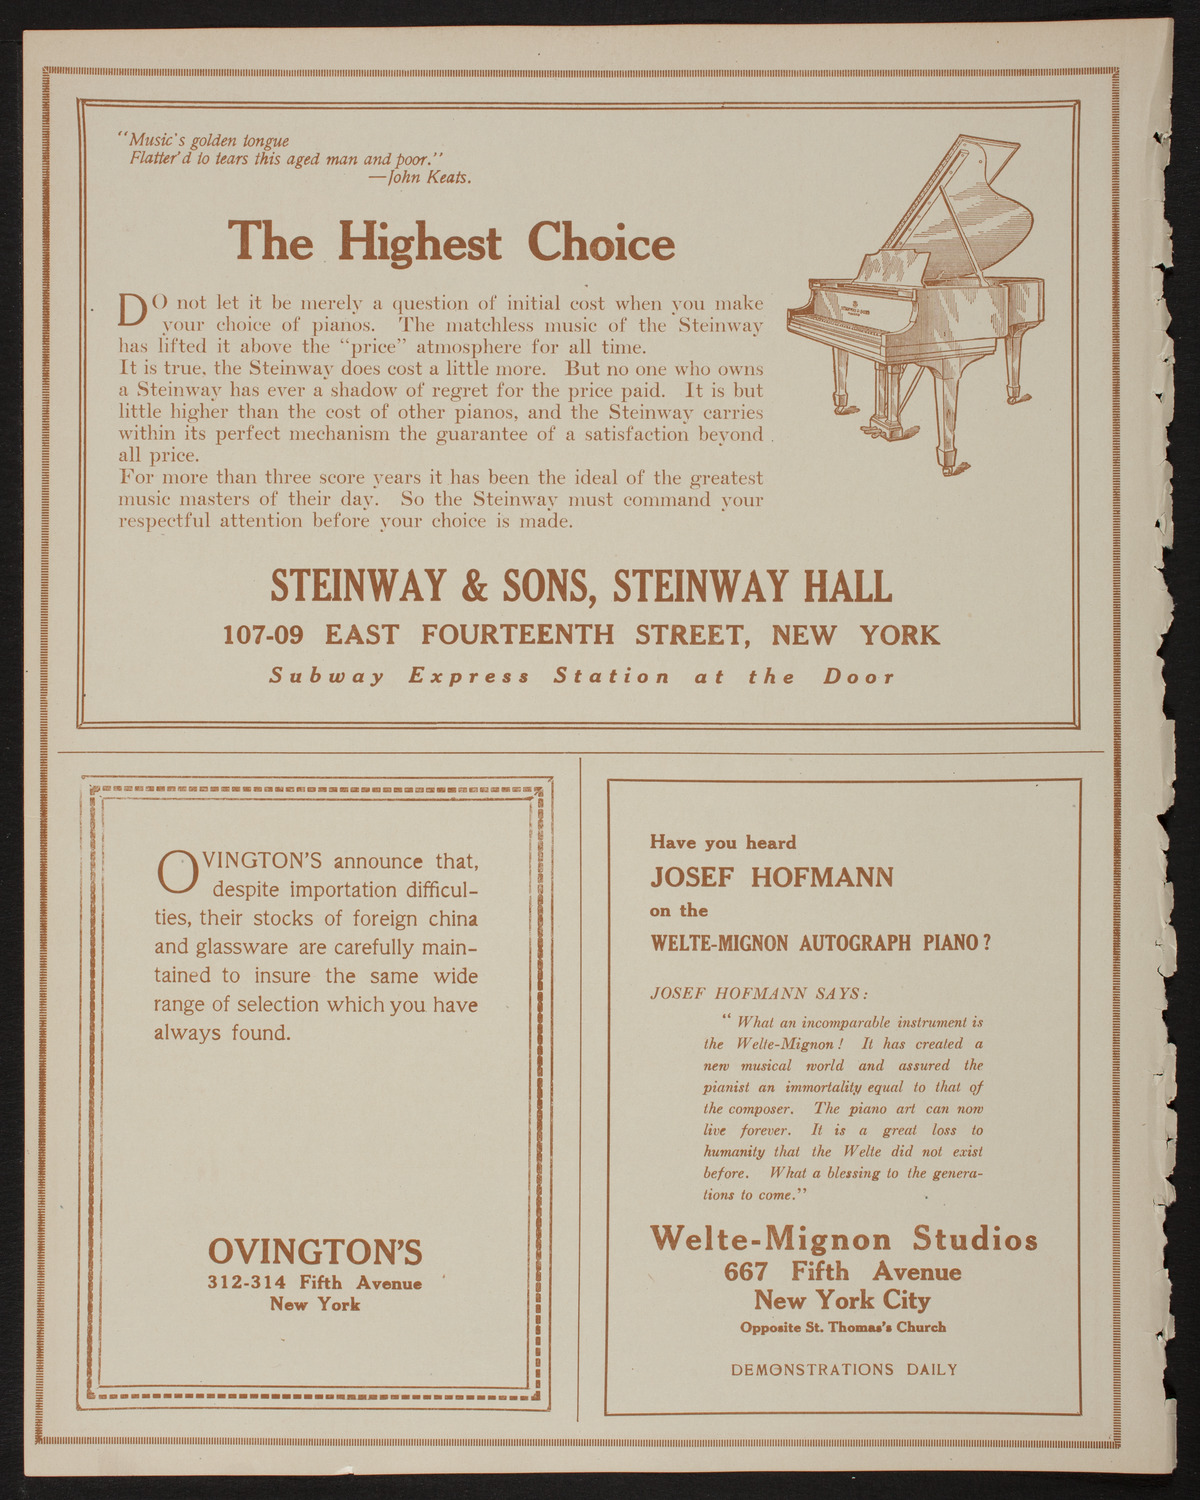 "Music's golden tongue
Flatter'd to tears this aged man and poor."
—John Keats.
The Highest Choice
DO not let it be merely a question of initial cost when you make
your choice of pianos. The matchless music of the Steinway
has lifted it above the "price" atmosphere for all time.
It is true, the Steinway does cost a little more. But no one who owns
a Steinway has ever a shadow of regret for the price paid. It is but
little higher than the cost of other pianos, and the Steinway carries
within its perfect mechanism the guarantee of a satisfaction beyond
all price.
For more than three score years it has been the ideal of the greatest
music masters of their day. So the Steinway must command your
respectful attention before your choice is made.
STEINWAY & SONS, STEINWAY HALL
107-09 EAST FOURTEENTH STREET, NEW YORK
Subway Express Station at the Door
OVINGTON'S announce that,
despite importation difficul-
ties, their stocks of foreign china
and glassware are carefully main-
tained to insure the same wide
range of selection which you have
always found.
OVINGTON'S
312-314 Fifth Avenue
New York
Have you heard
JOSEF HOFMANN
on the
WELTE-MIGNON AUTOGRAPH PIANO?
JOSEF HOFMANN SAYS:
"What an incomparable instrument is
the Welte-Mignon! It has created a
new musical world and assured the
pianist an immortality equal to that of
the composer. The piano art can now
live forever. It is a great loss to
humanity that the Welte did not exist
before. What a blessing to the genera-
tions to come."
Welte-Mignon Studios
667 Fifth Avenue
New York City
Opposite St. Thomas's Church
DEMONSTRATIONS DAILY